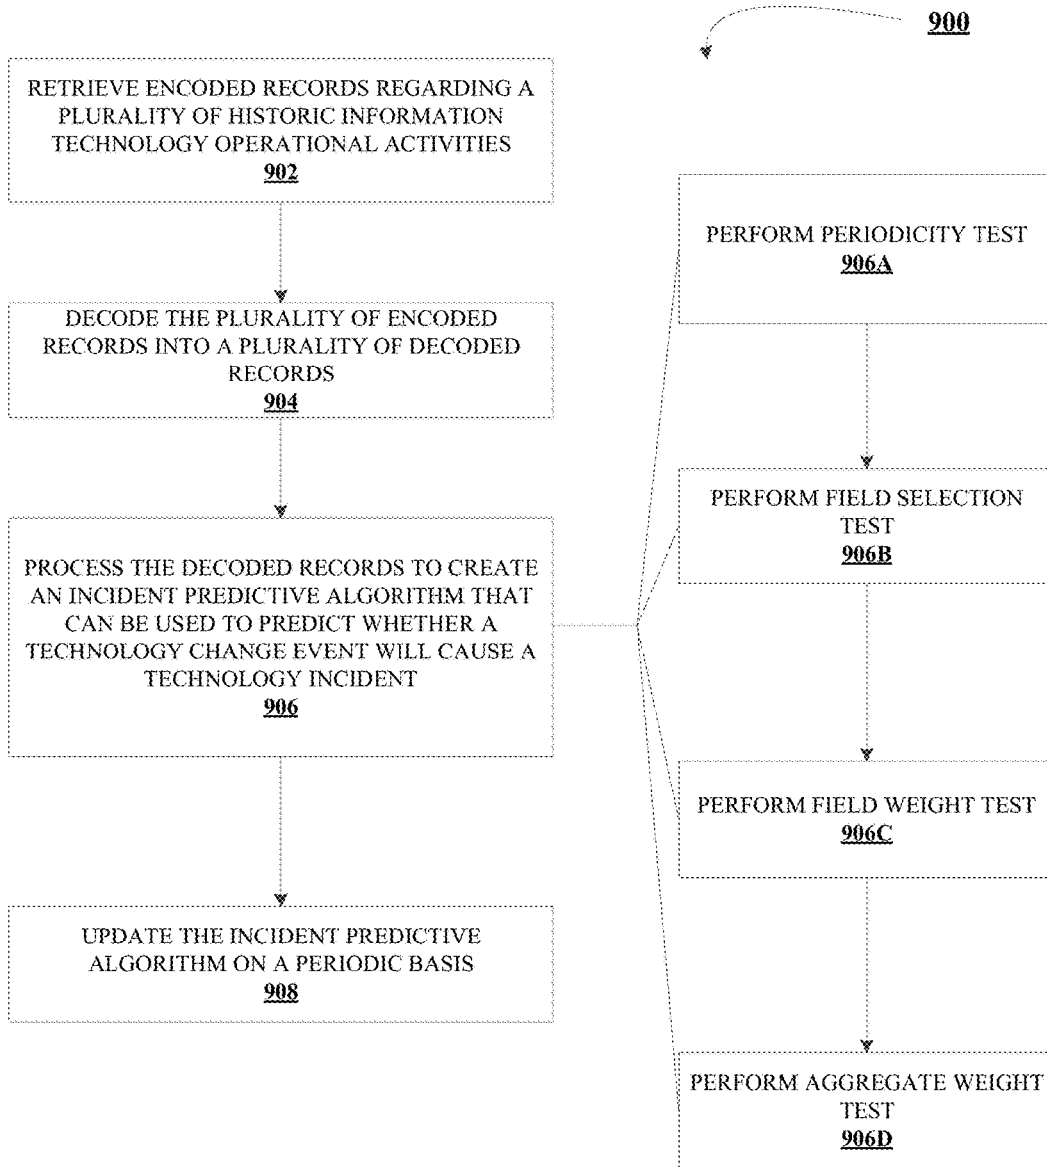 900
RETRIEVE ENCODED RECORDS REGARDING A
PLURALITY OF HISTORIC INFORMATION
TECHNOLOGY OPERATIONAL ACTIVITIES
902
DECODE THE PLURALITY OF ENCODED
RECORDS INTO A PLURALITY OF DECODED
RECORDS
904
PROCESS THE DECODED RECORDS TO CREATE
AN INCIDENT PREDICTIVE ALGORITHM THAT
CAN BE USED TO PREDICT WHETHER A
TECHNOLOGY CHANGE EVENT WILL CAUSE A
TECHNOLOGY INCIDENT
906
UPDATE THE INCIDENT PREDICTIVE
ALGORITHM ON A PERIODIC BASIS
908
PERFORM PERIODICITY TEST
906A
PERFORM FIELD SELECTION
TEST
906B
PERFORM FIELD WEIGHT TEST
906C
PERFORM AGGREGATE WEIGHT
TEST
906D